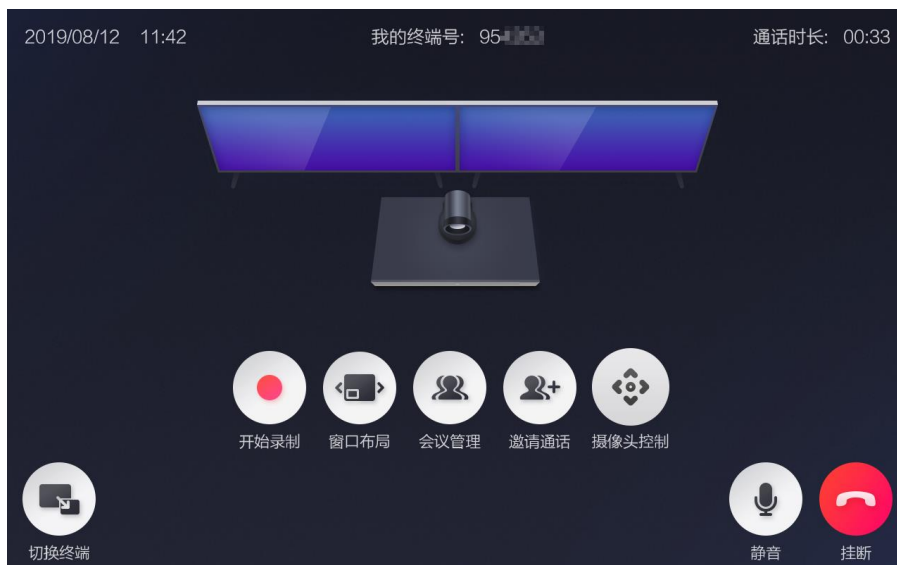 2019/08/12 11:42 我的终端号: 95 通话时长: 00:33
开始录制 窗口布局 会议管理 邀请通话 摄像头控制
切换终端 静音 挂断